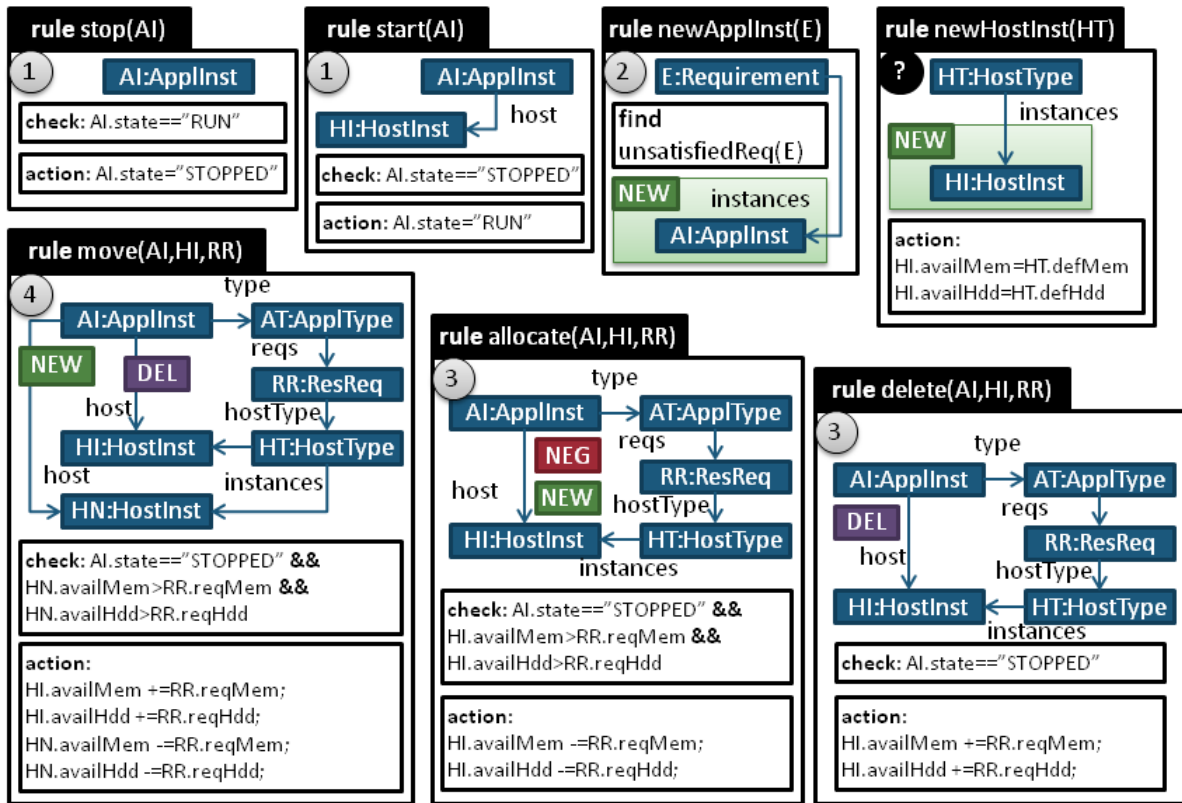 rule stop(AI)
1
AI:ApplInst
check: AI.state=="RUN"
action: AI.state="STOPPED"
rule start(AI)
1
AI:ApplInst
host
HI:HostInst
check: AI.state=="STOPPED"
action: AI.state="RUN"
rule newApplInst(E)
2
E:Requirement
find
unsatisfiedReq(E)
NEW
instances
AI:ApplInst
rule newHostInst(HT)
?
HT:HostType
instances
NEW
HI:HostInst
action:
HI.availMem=HT.defMem
HI.availHdd=HT.defHdd
rule move(AI,HI,RR)
4
type
AI:ApplInst
AT:ApplType
NEW
DEL
reqs
RR:ResReq
host
hostType
HI:HostInst
HT:HostType
host
instances
HN:HostInst
check: AI.state=="STOPPED" &&
HN.availMem>RR.reqMem &&
HN.availHdd>RR.reqHdd
action:
HI.availMem +=RR.reqMem;
HI.availHdd +=RR.reqHdd;
HN.availMem -=RR.reqMem;
HN.availHdd -=RR.reqHdd;
rule allocate(AI,HI,RR)
3
type
AI:ApplInst
AT:ApplType
NEG
reqs
RR:ResReq
host
NEW
hostType
HI:HostInst
HT:HostType
instances
check: AI.state=="STOPPED" &&
HI.availMem>RR.reqMem &&
HI.availHdd>RR.reqHdd
action:
HI.availMem -=RR.reqMem;
HI.availHdd -=RR.reqHdd;
rule delete(AI,HI,RR)
3
type
AI:ApplInst
AT:ApplType
DEL
reqs
RR:ResReq
host
hostType
HI:HostInst
HT:HostType
instances
check: AI.state=="STOPPED"
action:
HI.availMem +=RR.reqMem;
HI.availHdd +=RR.reqHdd;